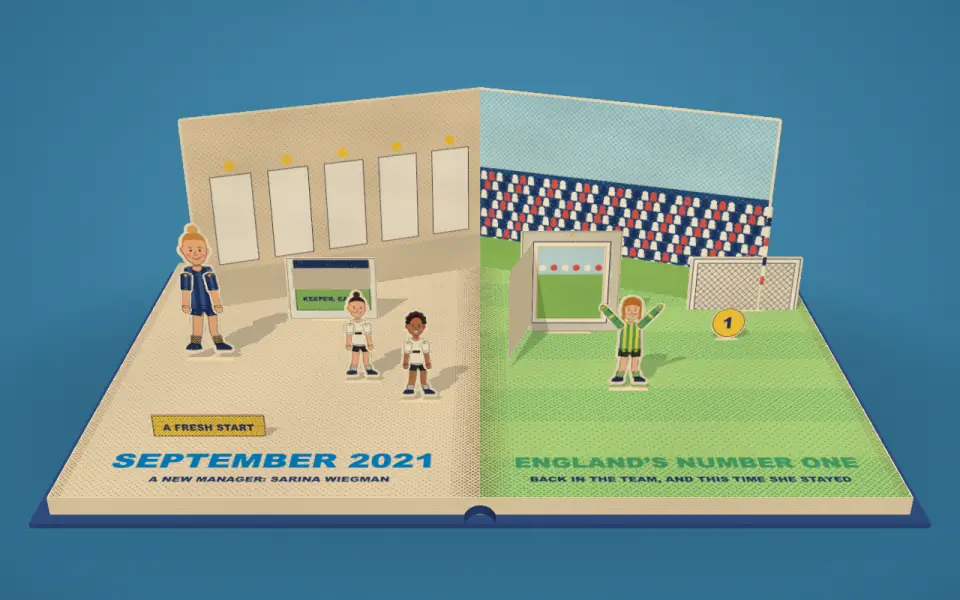 KEEPER, 
A FRESH START
SEPTEMBER 2021
A NEW MANAGER: SARINA WIEGMAN
1
ENGLAND'S NUMBER ONE
BACK IN THE TEAM, AND THIS TIME SHE STAYED